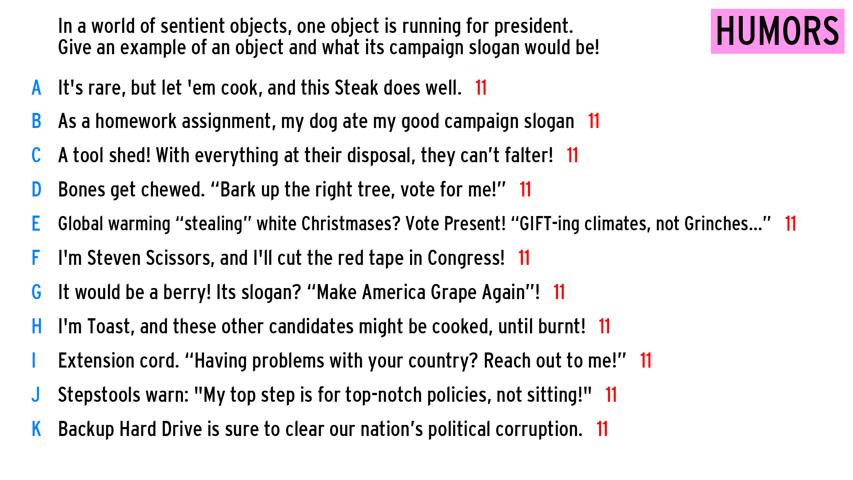 In a world of sentient objects, one object is running for president.
Give an example of an object and what its campaign slogan would be!
HUMORS
A It's rare, but let 'em cook, and this Steak does well. 11
B As a homework assignment, my dog ate my good campaign slogan 11
C A tool shed! With everything at their disposal, they can’t falter! 11
D Bones get chewed. “Bark up the right tree, vote for me!” 11
E Global warming “stealing” white Christmases? Vote Present! “GIFT-ing climates, not Grinches...” 11
F I'm Steven Scissors, and I'll cut the red tape in Congress! 11
G It would be a berry! Its slogan? “Make America Grape Again”! 11
H I'm Toast, and these other candidates might be cooked, until burnt! 11
I Extension cord. “Having problems with your country? Reach out to me!” 11
J Stepstools warn: "My top step is for top-notch policies, not sitting!" 11
K Backup Hard Drive is sure to clear our nation’s political corruption. 11